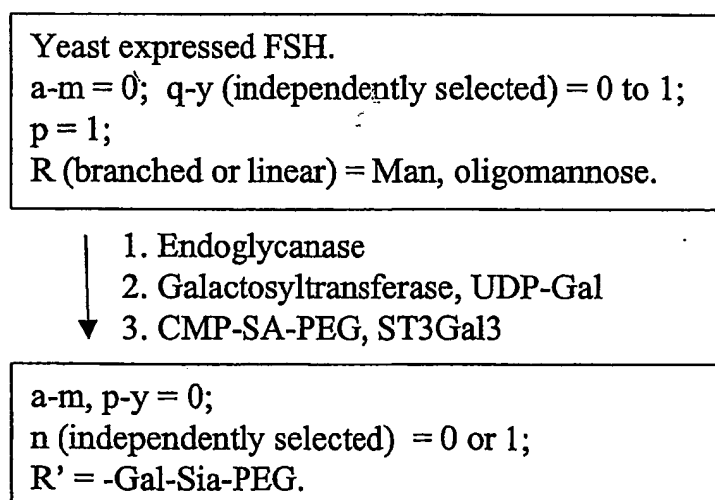 Yeast expressed FSH.
a-m = 0; q-y (independently selected) = 0 to 1;
p = 1;
R (branched or linear) = Man, oligomannose.
1. Endoglycanase
2. Galactosyltransferase, UDP-Gal
3. CMP-SA-PEG, ST3Gal3
a-m, p-y = 0;
n (independently selected) = 0 or 1;
R' = -Gal-Sia-PEG.